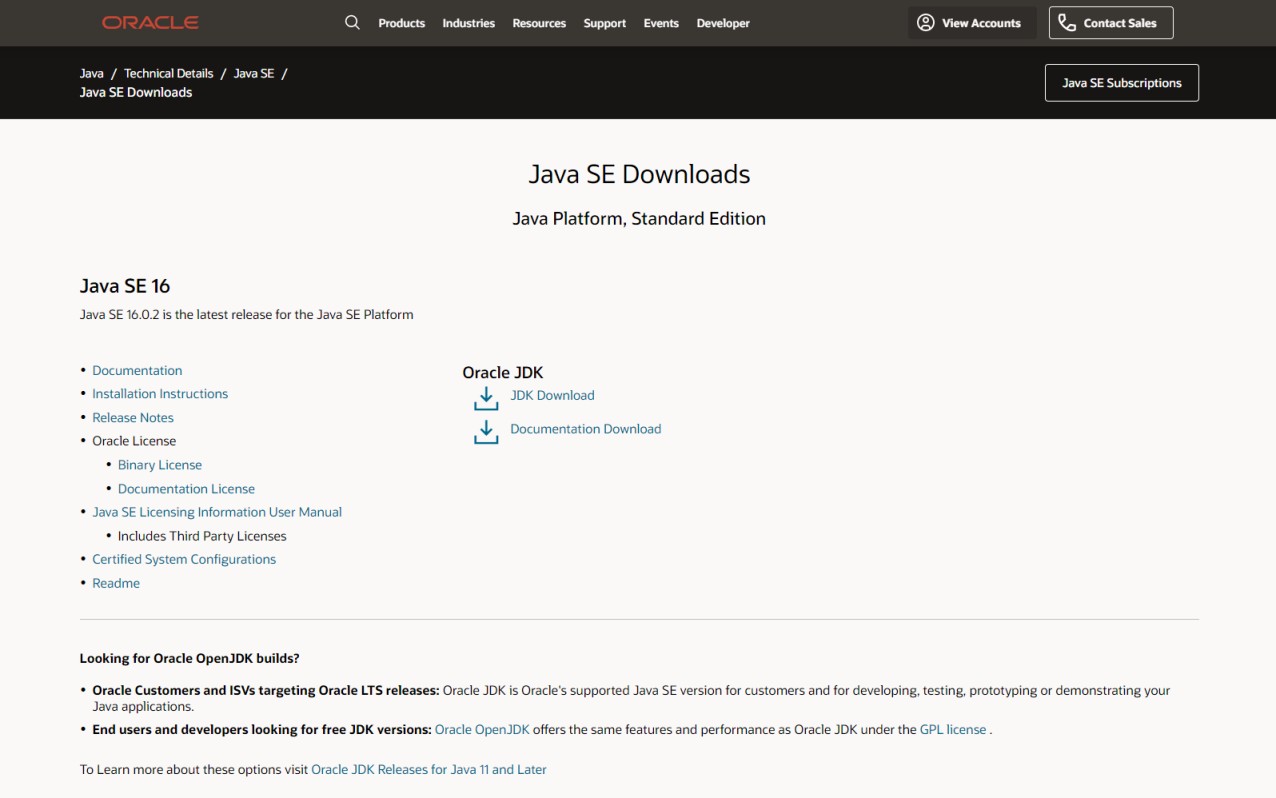 ORACLE
Products Industries Resources Support Events Developer
View Accounts
Contact Sales
Java / Technical Details / Java SE /
Java SE Downloads
Java SE Subscriptions
Java SE Downloads
Java Platform, Standard Edition
Java SE 16
Java SE 16.0.2 is the latest release for the Java SE Platform
• Documentation
• Installation Instructions
• Release Notes
• Oracle License
• Binary License
• Documentation License
• Java SE Licensing Information User Manual
• Includes Third Party Licenses
• Certified System Configurations
• Readme
Oracle JDK
JDK Download
Documentation Download
Looking for Oracle OpenJDK builds?
• Oracle Customers and ISVs targeting Oracle LTS releases: Oracle JDK is Oracle's supported Java SE version for customers and for developing, testing, prototyping or demonstrating your
Java applications.
• End users and developers looking for free JDK versions: Oracle OpenJDK offers the same features and performance as Oracle JDK under the GPL license .
To Learn more about these options visit Oracle JDK Releases for Java 11 and Later